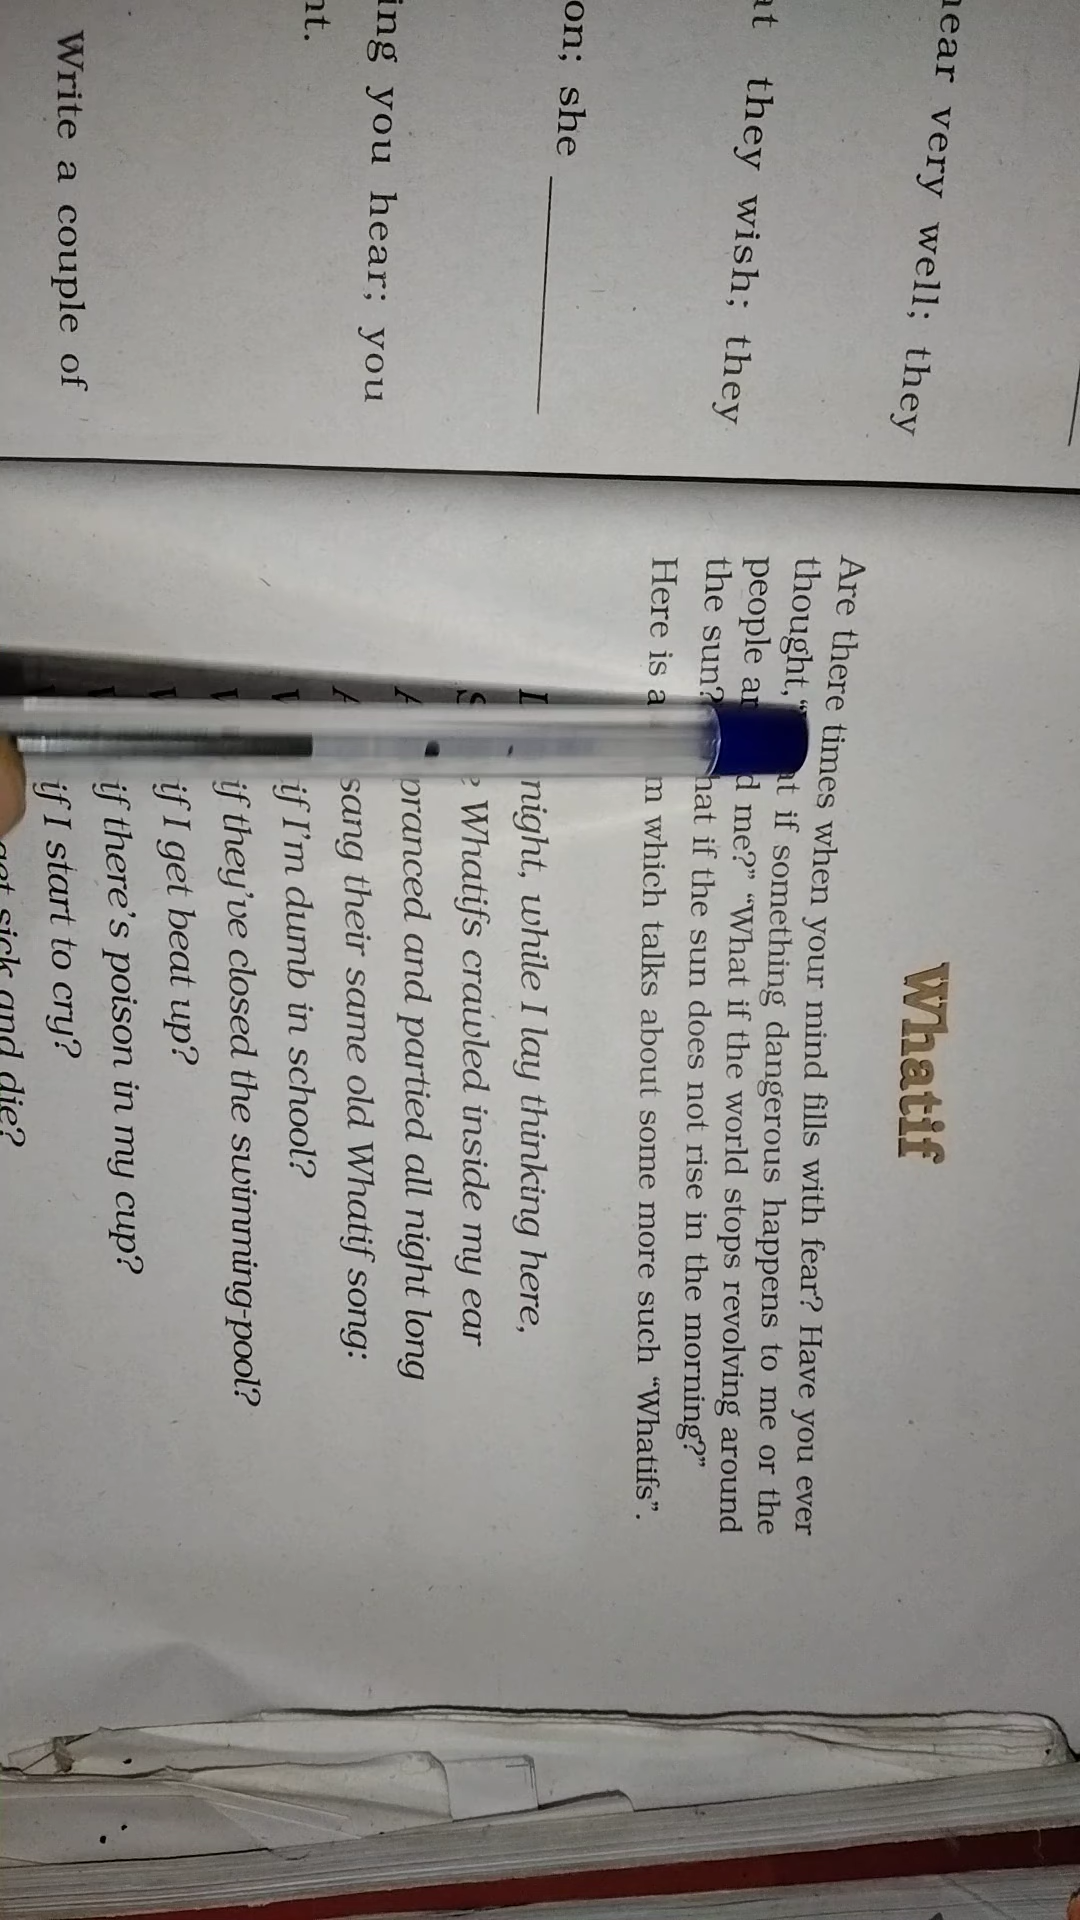 hear very well; they
they wish; they
on; she
ing you hear; you
Write a couple of
Whatif
Are there times when your mind fills with fear? Have you ever
thought, if something dangerous happens to me or the
people me?” “What if the world stops revolving around
the sun? if the sun does not rise in the morning?”
Here is a which talks about some more such “Whatifs”.
night, while I lay thinking here,
Whatifs crawled inside my ear
pranced and partied all night long
sang their same old Whatif song:
if I'm dumb in school?
if they've closed the swimming-pool?
if I get beat up?
if there's poison in my cup?
if I start to cry?
sick and die?